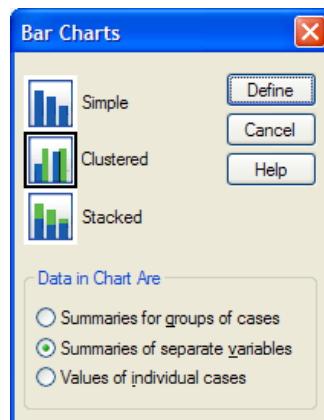 Bar Charts
Simple
Define
Cancel
Clustered
Help
Stacked
Data in Chart Are
Summaries for groups of cases
Summaries of separate variables
Values of individual cases